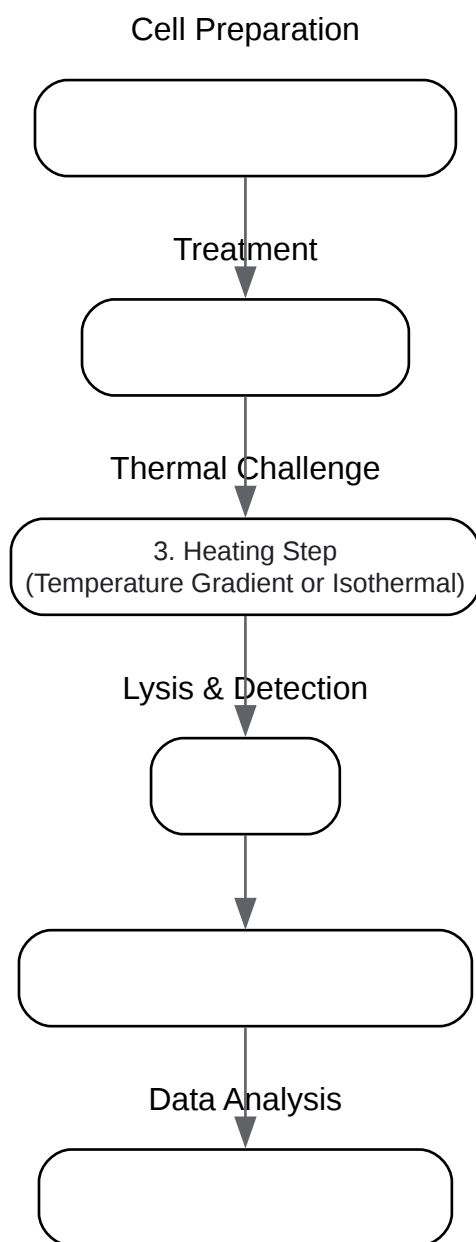 Cell Preparation
Treatment
Thermal Challenge
3. Heating Step
(Temperature Gradient or Isothermal)
Lysis & Detection
Data Analysis